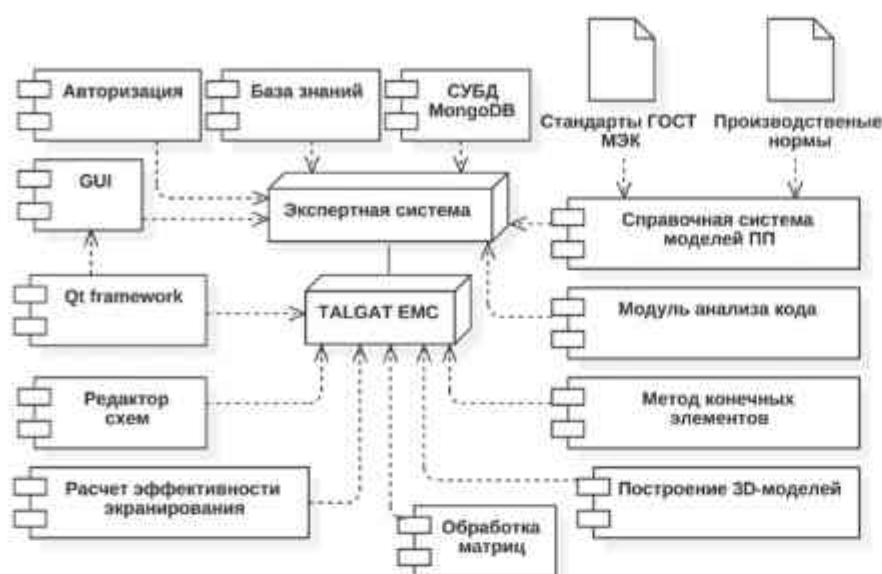 Авторизация
База знаний
СУБД
MongoDB
Стандарты ГОСТ
МЭК
Производственые
нормы
GUI
Экспертная система
Справочная система
моделей ПП
Qt framework
TALGAT EMC
Модуль анализа кода
Редактор
схем
Метод конечных
элементов
Расчет эффективности
экранирования
Обработка
матриц
Построение 3D-моделей